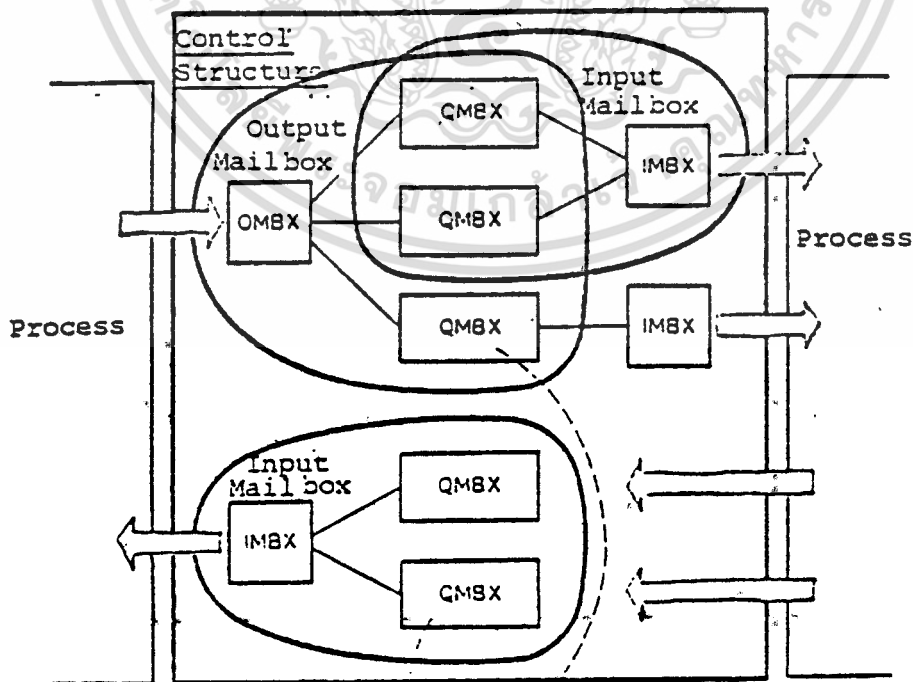 Control
Structure
Output
Mailbox
Input
Mailbox
QMBX
QMBX
QMBX
OMBX
IMBX
IMBX
Process
Process
Input
Mailbox
IMBX
QMBX
QMBX